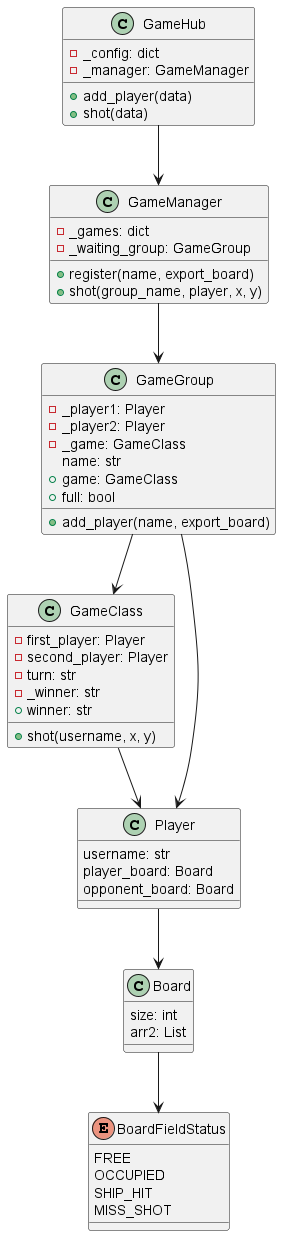 C GameHub
_config: dict
_manager: GameManager
add_player(data)
shot(data)
C GameManager
_games: dict
_waiting_group: GameGroup
register(name, export_board)
shot(group_name, player, x, y)
C GameGroup
_player1: Player
_player2: Player
_game: GameClass
name: str
game: GameClass
full: bool
add_player(name, export_board)
C GameClass
first_player: Player
second_player: Player
turn: str
_winner: str
winner: str
shot(username, x, y)
C Player
username: str
player_board: Board
opponent_board: Board
C Board
size: int
arr2: List
E BoardFieldStatus
FREE
OCCUPIED
SHIP_HIT
MISS_SHOT